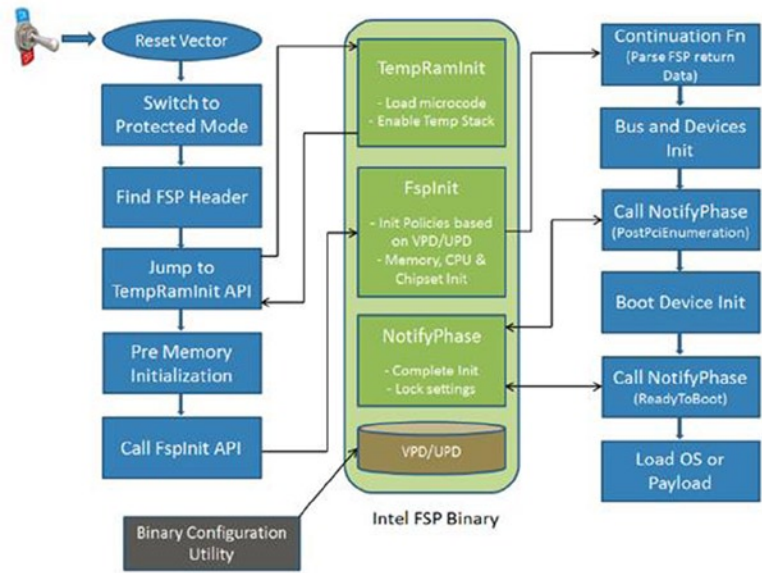 Reset Vector
Switch to
Protected Mode
Find FSP Header
Jump to
TempRamInit API
Pre Memory
Initialization
Call FspInit API
Binary Configuration
Utility
TempRamInit
- Load microcode
- Enable Temp Stack
FspInit
- Init Policies based
on VPD/UPD
- Memory, CPU &
Chipset Init
NotifyPhase
- Complete Init
- Lock settings
VPD/UPD
Intel FSP Binary
Continuation Fn
(Parse FSP return
Data)
Bus and Devices
Init
Call NotifyPhase
(PostPciEnumeration)
Boot Device Init
Call NotifyPhase
(ReadyToBoot)
Load OS or
Payload